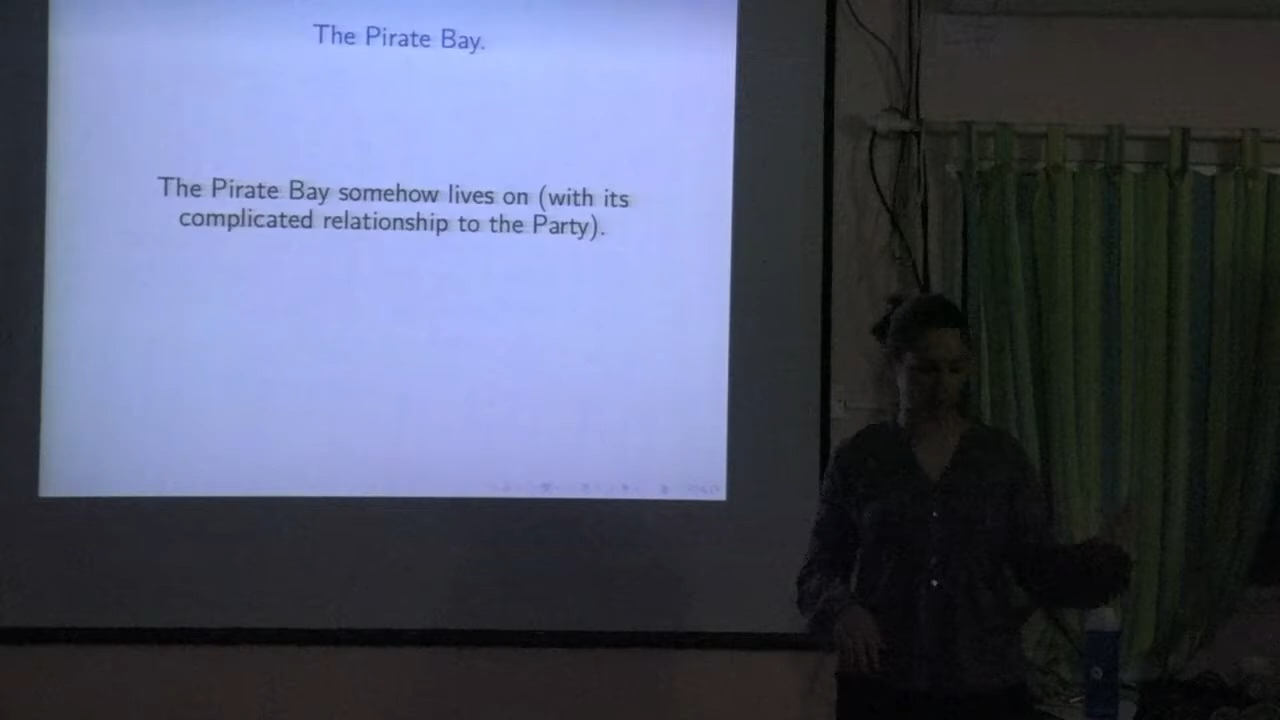 The Pirate Bay.
The Pirate Bay somehow lives on (with its
complicated relationship to the Party).